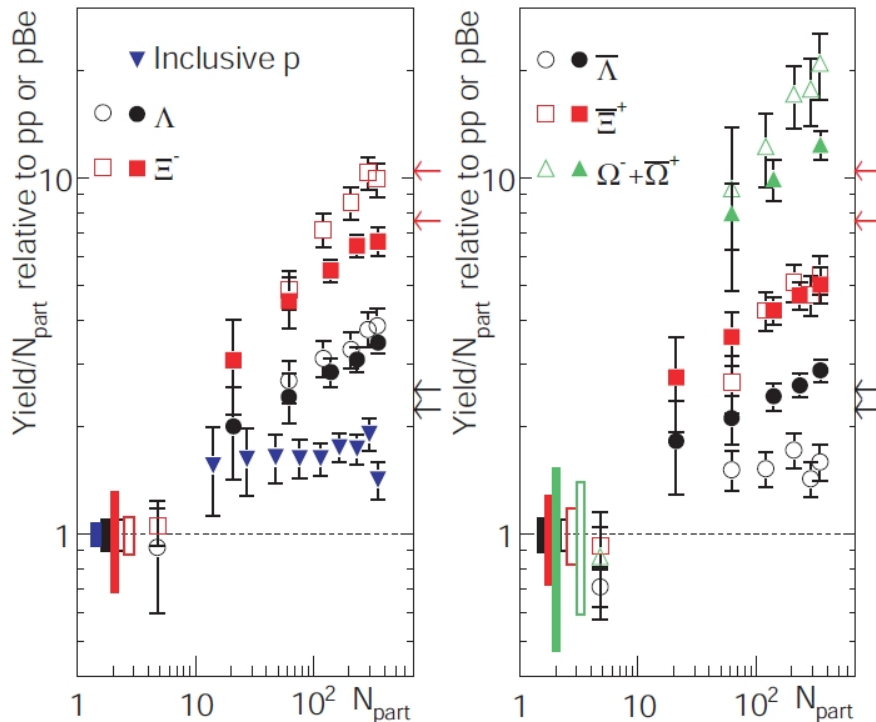 Yield/N_part relative to pp or pBe
Inclusive p
Λ
Ξ⁻
10
1
1
10
10²
N_part
Yield/N_part relative to pp or pBe
Λ̅
Ξ̅⁺
Ω⁻+Ω̅⁺
10
1
1
10
10²
N_part